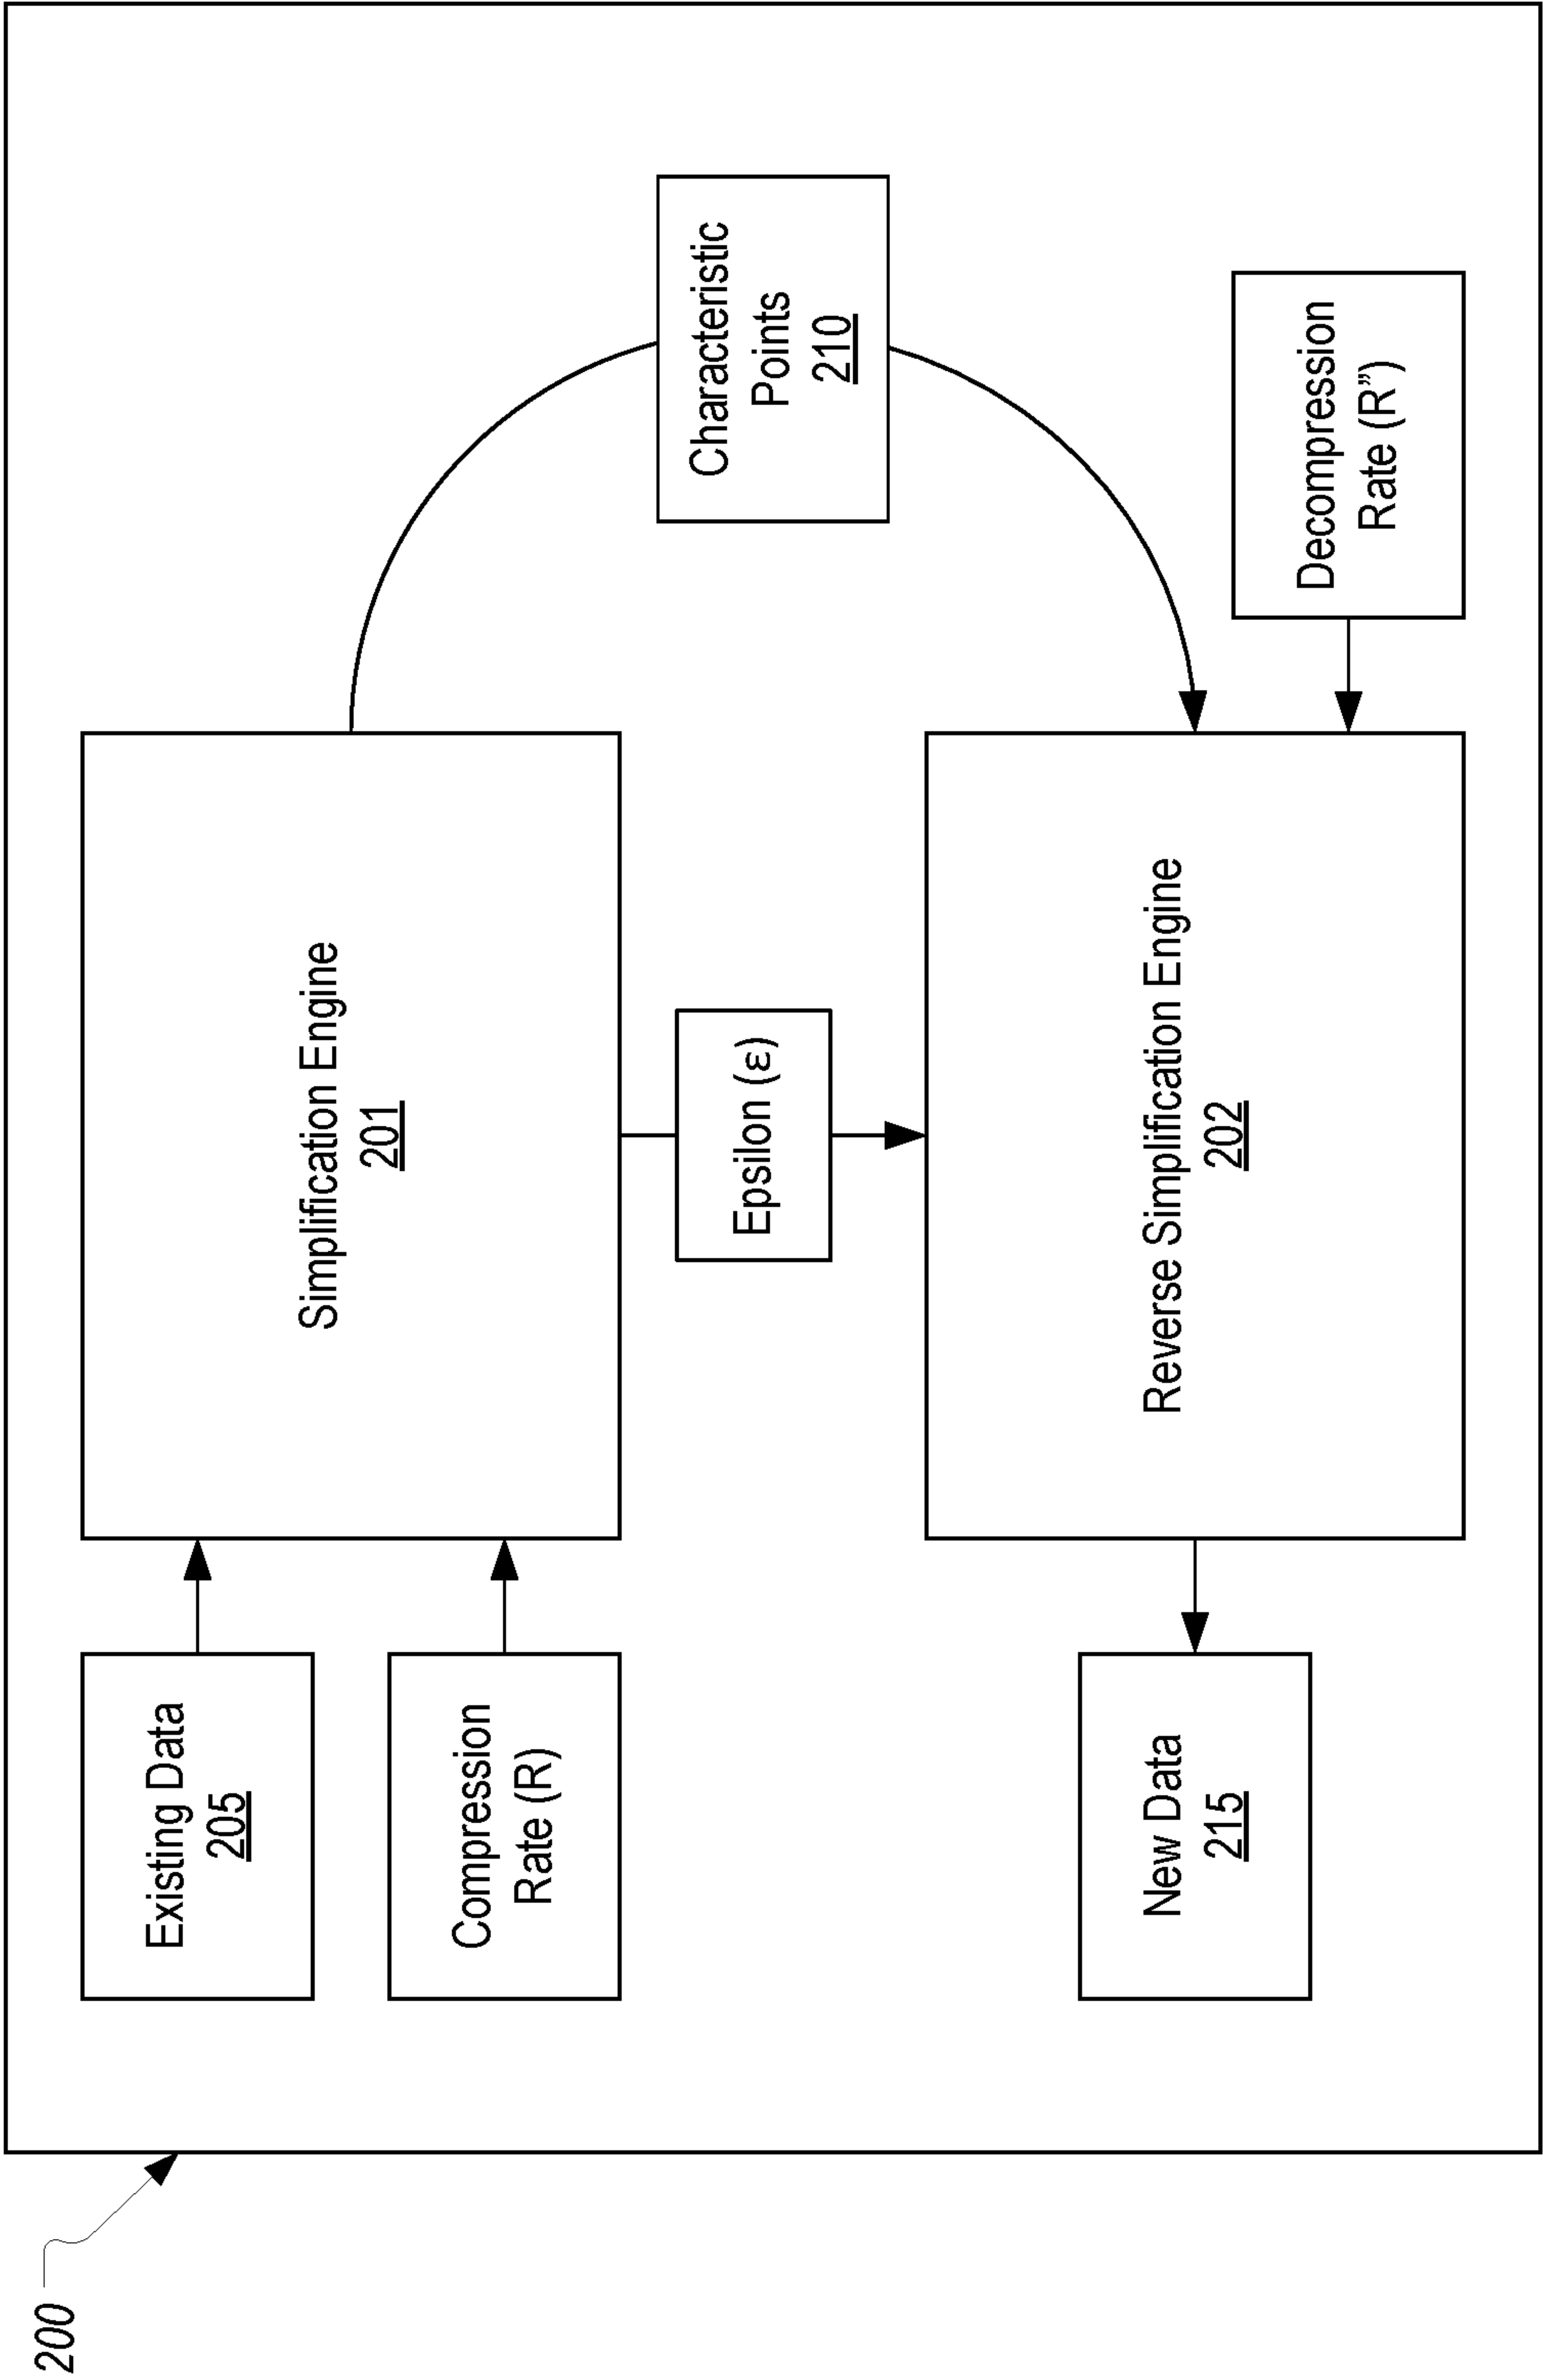 200
Existing Data
205
Compression
Rate (R)
Simplification Engine
201
Characteristic
Points
210
Epsilon (ε)
New Data
215
Reverse Simplification Engine
202
Decompression
Rate (R”)